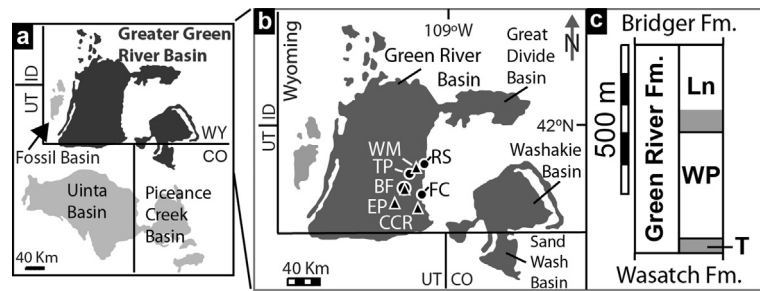 a
Greater Green
River Basin
UT
ID
WY
CO
Fossil Basin
Uinta
Basin
Piceance
Creek
Basin
40 Km
b
109ºW
Wyoming
Green River
Basin
Great
Divide
Basin
N
UT
ID
42ºN
WM
RS
TP
BF
FC
EP
CCR
Washakie
Basin
40 Km
UT
CO
Sand
Wash
Basin
c
Bridger Fm.
500 m
Green River Fm.
Ln
WP
T
Wasatch Fm.